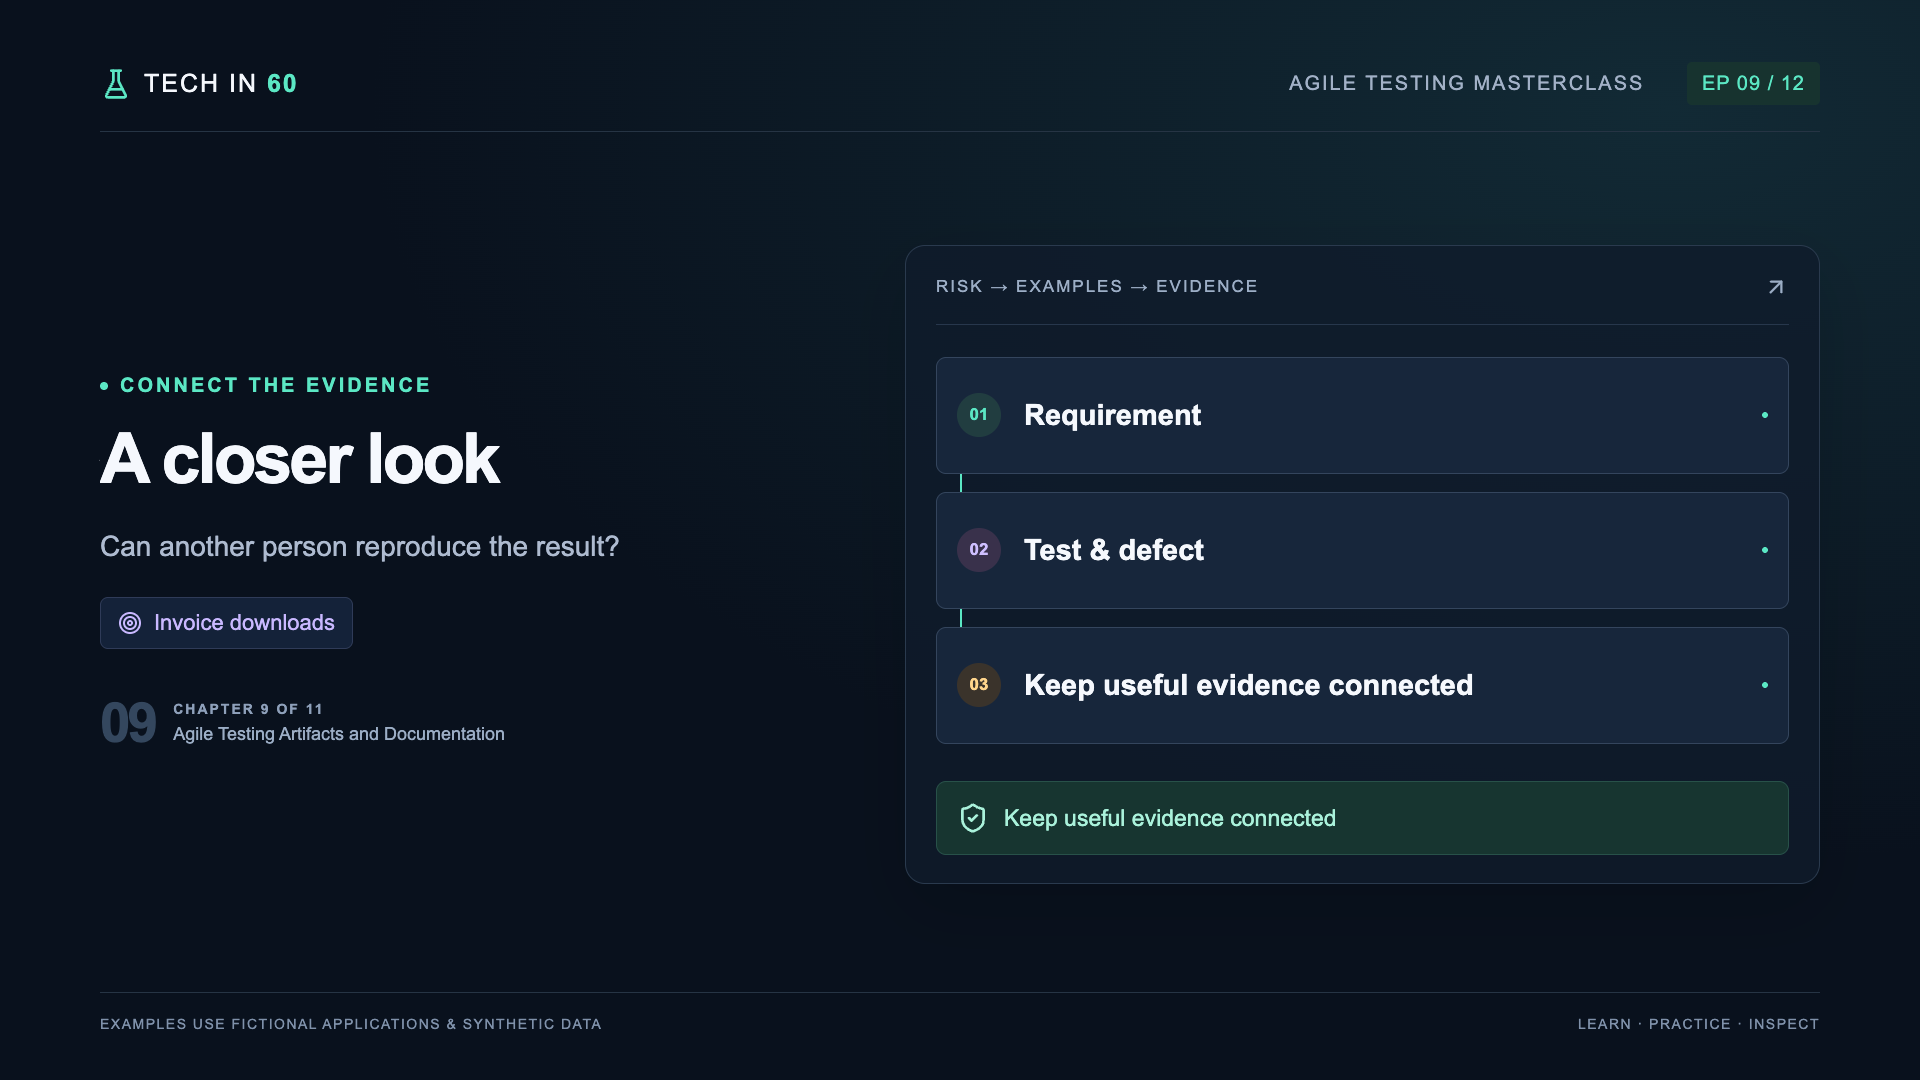 TECH IN 60
AGILE TESTING MASTERCLASS
EP 09 / 12
CONNECT THE EVIDENCE
A closer look
Can another person reproduce the result?
Invoice downloads
09
CHAPTER 9 OF 11
Agile Testing Artifacts and Documentation
RISK → EXAMPLES → EVIDENCE
01
Requirement
02
Test & defect
03
Keep useful evidence connected
Keep useful evidence connected
EXAMPLES USE FICTIONAL APPLICATIONS & SYNTHETIC DATA
LEARN · PRACTICE · INSPECT